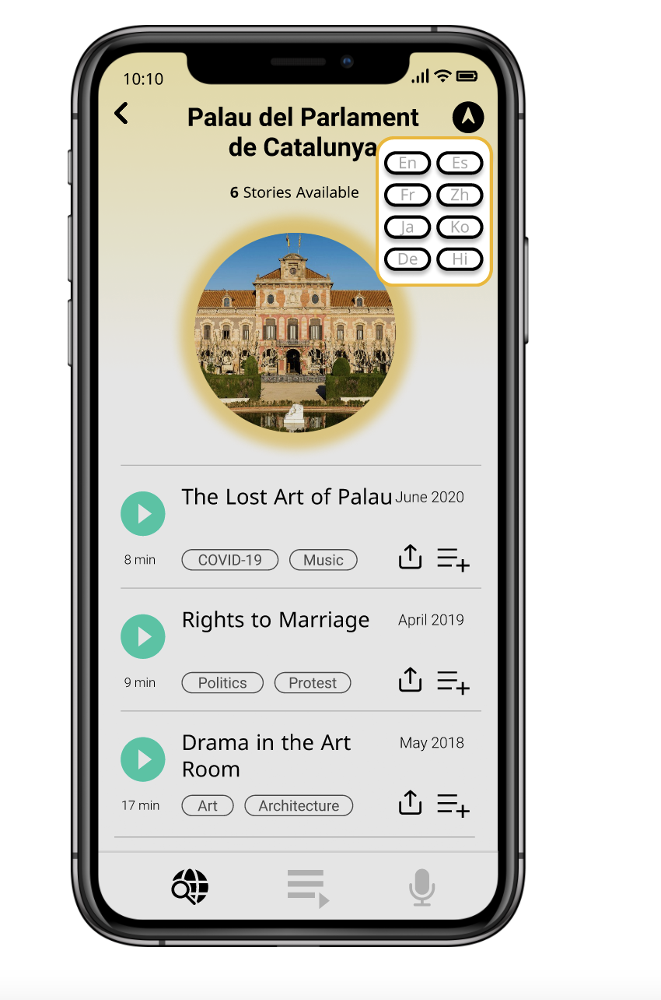 10:10
Palau del Parlament
de Catalunya
En Es
6 Stories Available
Fr Zh
Ja Ko
De Hi
The Lost Art of Palau June 2020
8 min COVID-19 Music
Rights to Marriage April 2019
9 min Politics Protest
Drama in the Art May 2018
Room
17 min Art Architecture